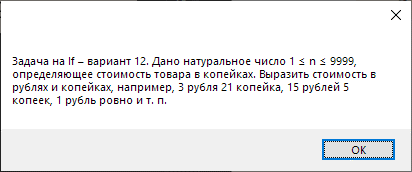 Задача на If – вариант 12. Дано натуральное число 1 ≤ n ≤ 9999,
определяющее стоимость товара в копейках. Выразить стоимость в
рублях и копейках, например, 3 рубля 21 копейка, 15 рублей 5
копеек, 1 рубль ровно и т. п.
OK